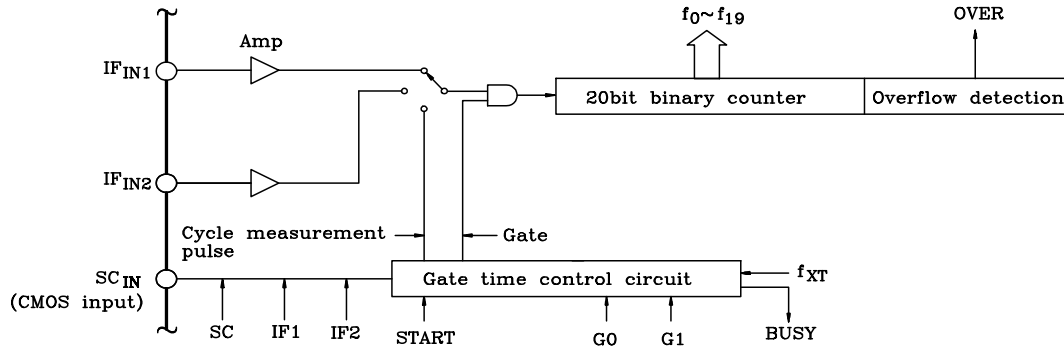 f0~f19
OVER
Amp
IFIN1
20bit binary counter
Overflow detection
IFIN2
Cycle measurement
pulse
Gate
SCIN
(CMOS input)
Gate time control circuit
fXT
SC
IF1
IF2
START
G0
G1
BUSY